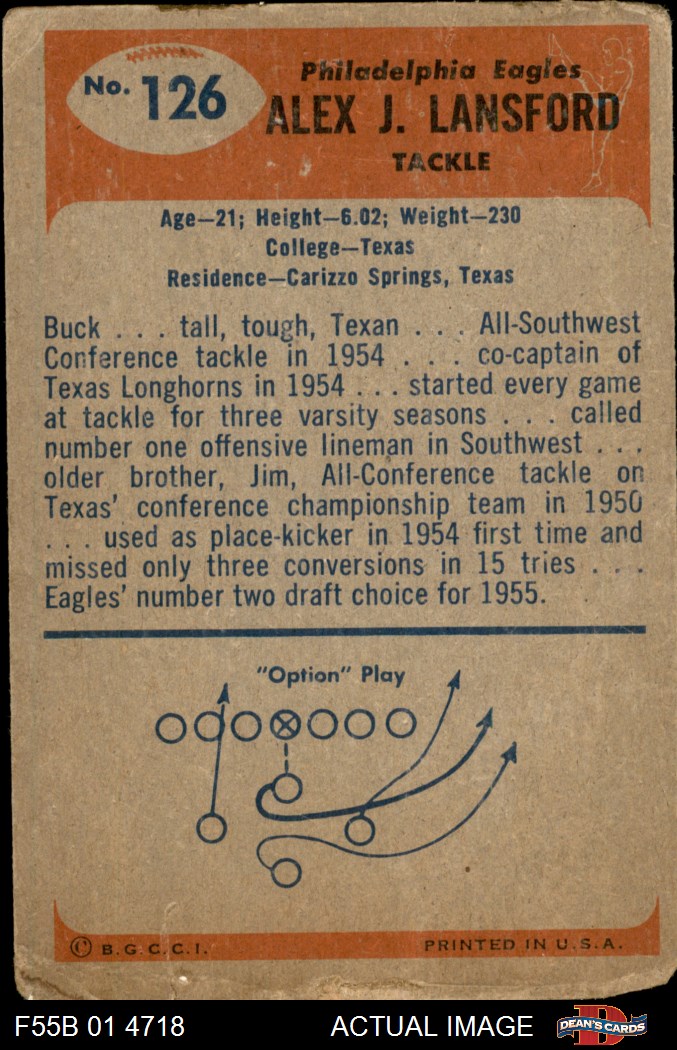 No. 126
Philadelphia Eagles
ALEX J. LANSFORD
TACKLE
Age—21; Height—6.02; Weight—230
College—Texas
Residence—Carizzo Springs, Texas
Buck . . . tall, tough, Texan . . . All-Southwest
Conference tackle in 1954 . . . co-captain of
Texas Longhorns in 1954 . . . started every game
at tackle for three varsity seasons . . . called
number one offensive lineman in Southwest . . .
older brother, Jim, All-Conference tackle on
Texas' conference championship team in 1950
. . . used as place-kicker in 1954 first time and
missed only three conversions in 15 tries . . .
Eagles' number two draft choice for 1955.
"Option" Play
© B.G.C.C.I.
PRINTED IN U.S.A.
F55B 01 4718
ACTUAL IMAGE
D
DEAN'S CARDS